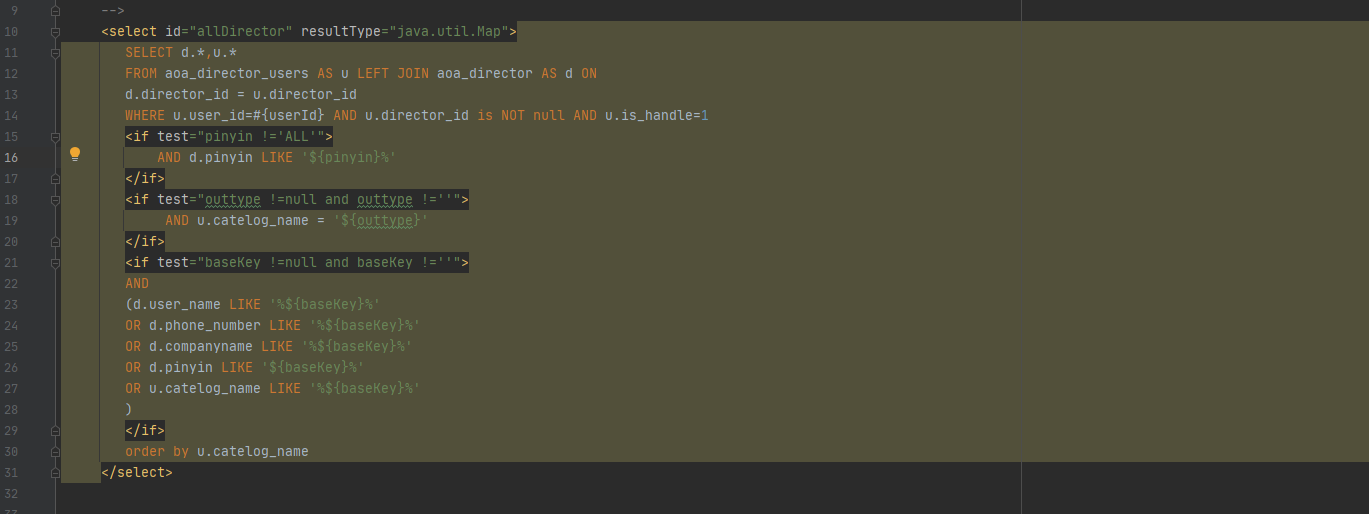 9 -->
10 <select id="allDirector" resultType="java.util.Map">
11 SELECT d.*,u.*
12 FROM aoa_director_users AS u LEFT JOIN aoa_director AS d ON
13 d.director_id = u.director_id
14 WHERE u.user_id=#{userId} AND u.director_id is NOT null AND u.is_handle=1
15 <if test="pinyin !='ALL'">
16 AND d.pinyin LIKE '${pinyin}%'
17 </if>
18 <if test="outtype !=null and outtype !=''">
19 AND u.catelog_name = '${outtype}'
20 </if>
21 <if test="baseKey !=null and baseKey !=''">
22 AND
23 (d.user_name LIKE '%${baseKey}%'
24 OR d.phone_number LIKE '%${baseKey}%'
25 OR d.companyname LIKE '%${baseKey}%'
26 OR d.pinyin LIKE '${baseKey}%'
27 OR u.catelog_name LIKE '%${baseKey}%'
28 )
29 </if>
30 order by u.catelog_name
31 </select>
32
33